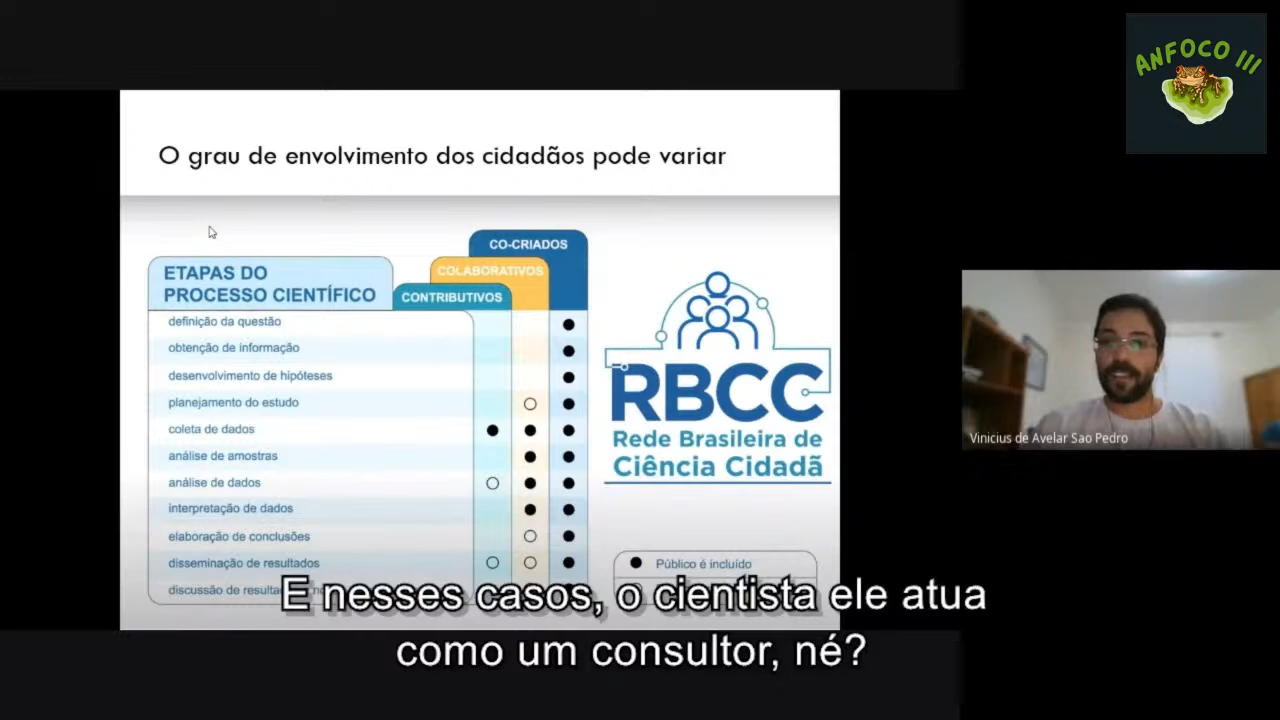 ANFOCO III
O grau de envolvimento dos cidadãos pode variar
CO-CRIADOS
COLABORATIVOS
CONTRIBUTIVOS
ETAPAS DO
PROCESSO CIENTÍFICO
definição da questão
obtenção de informação
desenvolvimento de hipóteses
planejamento do estudo
coleta de dados
análise de amostras
análise de dados
interpretação de dados
elaboração de conclusões
disseminação de resultados
discussão de
RBCC
Rede Brasileira de
Ciência Cidadã
Público é incluído
Vinicius de Avelar Sao Pedro
E nesses casos, o cientista ele atua
como um consultor, né?